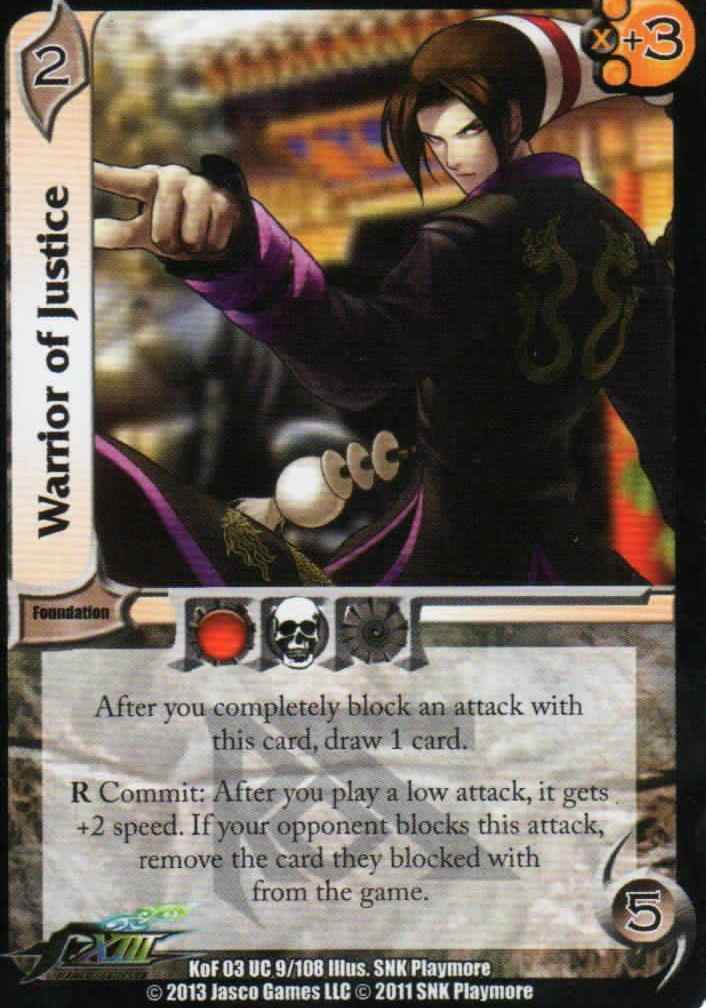 2
X +3
Warrior of Justice
Foundation
After you completely block an attack with
this card, draw 1 card.
R Commit: After you play a low attack, it gets
+2 speed. If your opponent blocks this attack,
remove the card they blocked with
from the game.
5
XIII
KoF 03 UC 9/108 Illus. SNK Playmore
© 2013 Jasco Games LLC © 2011 SNK Playmore